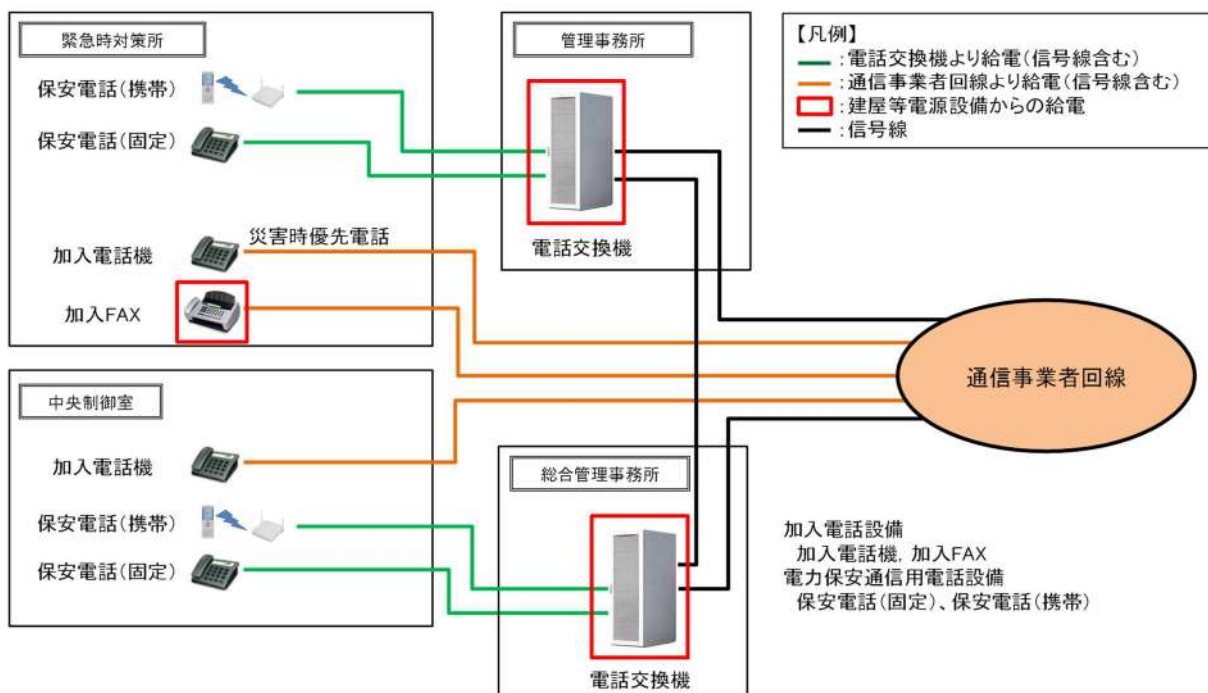 緊急時対策所
保安電話(携帯)
保安電話(固定)
加入電話機
災害時優先電話
加入FAX
管理事務所
電話交換機
【凡例】
:電話交換機より給電(信号線含む)
:通信事業者回線より給電(信号線含む)
:建屋等電源設備からの給電
:信号線
通信事業者回線
中央制御室
加入電話機
保安電話(携帯)
保安電話(固定)
総合管理事務所
電話交換機
加入電話設備
加入電話機, 加入FAX
電力保安通信用電話設備
保安電話(固定)、保安電話(携帯)